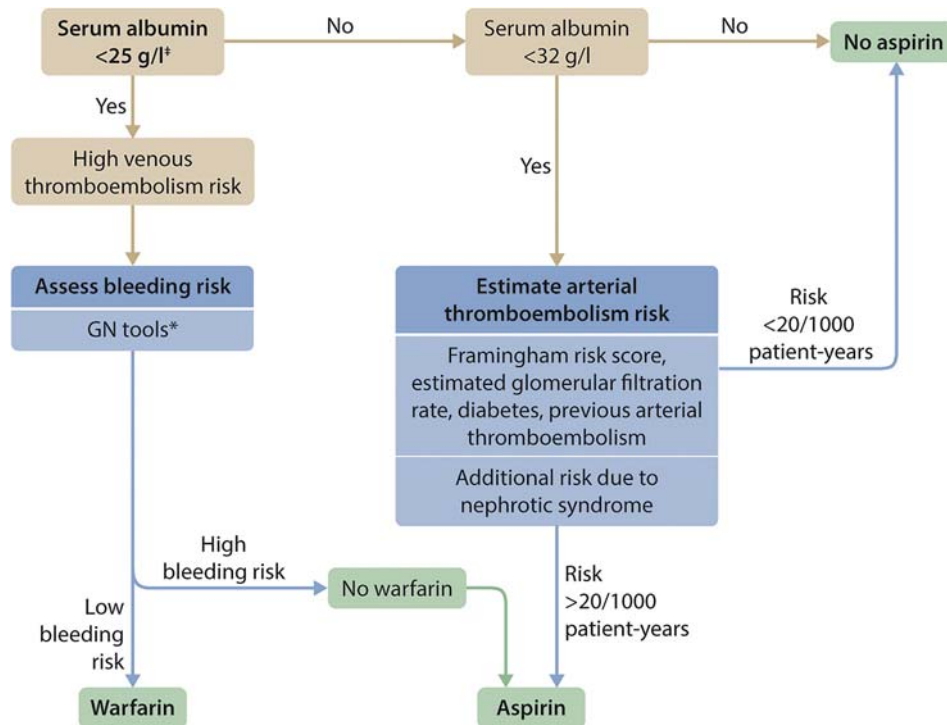 Serum albumin
<25 g/l‡
No
Serum albumin
<32 g/l
No
No aspirin
Yes
High venous
thromboembolism risk
Yes
Assess bleeding risk
GN tools*
Estimate arterial
thromboembolism risk
Framingham risk score,
estimated glomerular filtration
rate, diabetes, previous arterial
thromboembolism
Additional risk due to
nephrotic syndrome
Risk
<20/1000
patient-years
High
bleeding risk
No warfarin
Low
bleeding
risk
Risk
>20/1000
patient-years
Warfarin
Aspirin